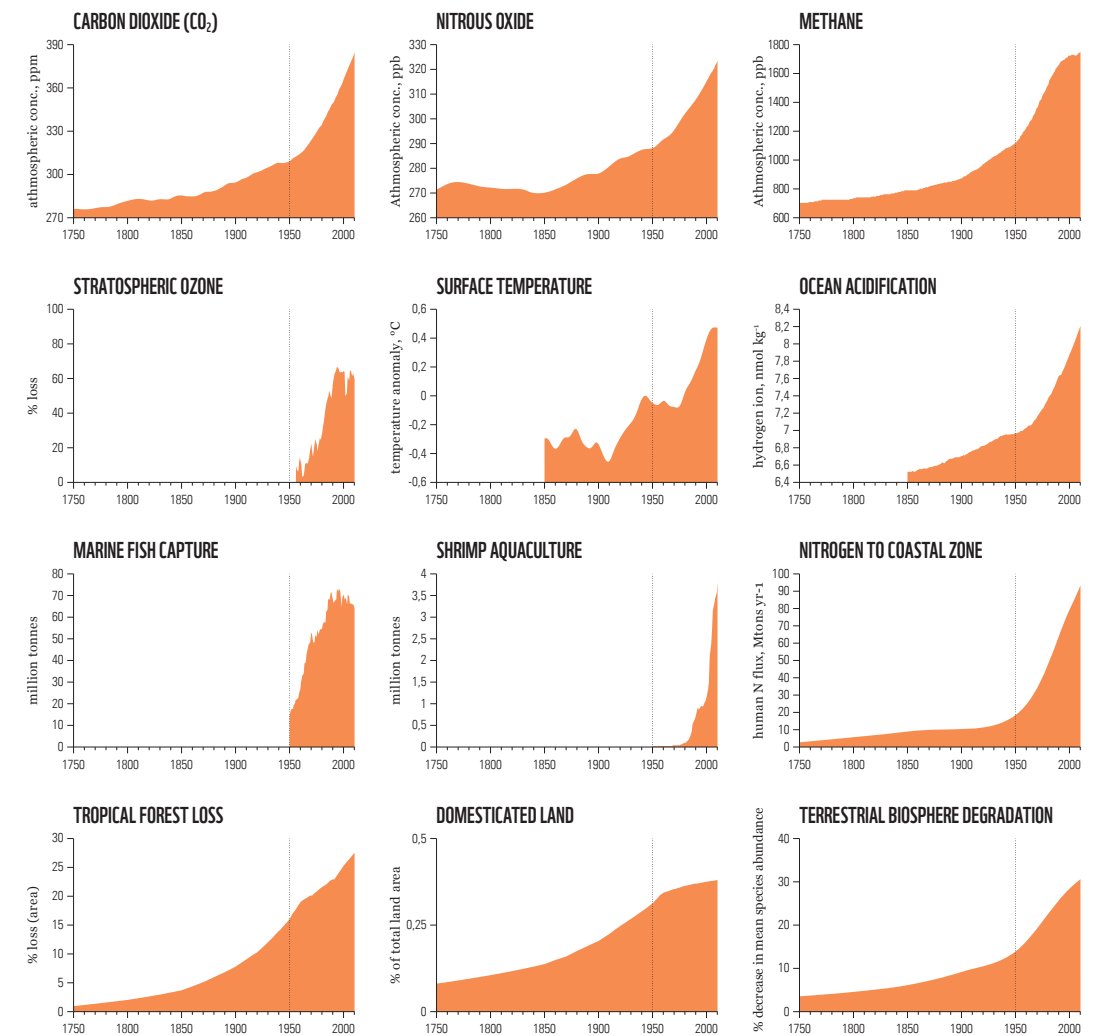 CARBON DIOXIDE (CO₂)
athmospheric conc., ppm
390
360
330
300
270
1750 1800 1850 1900 1950 2000
NITROUS OXIDE
Athmospheric conc., ppb
330
320
310
300
290
280
270
260
1750 1800 1850 1900 1950 2000
METHANE
Athmospheric conc., ppb
1800
1600
1400
1200
1000
800
600
1750 1800 1850 1900 1950 2000
STRATOSPHERIC OZONE
% loss
100
80
60
40
20
0
1750 1800 1850 1900 1950 2000
SURFACE TEMPERATURE
temperature anomaly, °C
0,6
0,4
0,2
0
-0,2
-0,4
-0,6
1750 1800 1850 1900 1950 2000
OCEAN ACIDIFICATION
hydrogen ion, nmol kg⁻¹
8,4
8,2
8
7,8
7,6
7,4
7,2
7
6,8
6,6
6,4
1750 1800 1850 1900 1950 2000
MARINE FISH CAPTURE
million tonnes
80
70
60
50
40
30
20
10
0
1750 1800 1850 1900 1950 2000
SHRIMP AQUACULTURE
million tonnes
4
3,5
3
2,5
2
1,5
1
0,5
0
1750 1800 1850 1900 1950 2000
NITROGEN TO COASTAL ZONE
human N flux, Mtons yr-1
100
90
80
70
60
50
40
30
20
10
0
1750 1800 1850 1900 1950 2000
TROPICAL FOREST LOSS
% loss (area)
30
25
20
15
10
5
0
1750 1800 1850 1900 1950 2000
DOMESTICATED LAND
% of total land area
0,5
0,25
0
1750 1800 1850 1900 1950 2000
TERRESTRIAL BIOSPHERE DEGRADATION
% decrease in mean species abundance
40
30
20
10
0
1750 1800 1850 1900 1950 2000